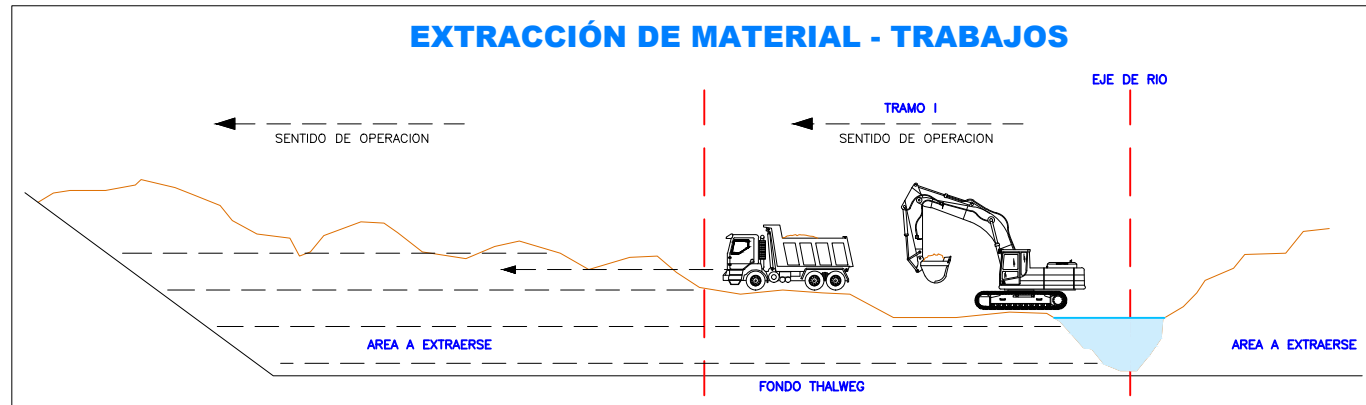 EXTRACCIÓN DE MATERIAL - TRABAJOS
EJE DE RIO
TRAMO I
SENTIDO DE OPERACION
SENTIDO DE OPERACION
AREA A EXTRAERSE
AREA A EXTRAERSE
FONDO THALWEG